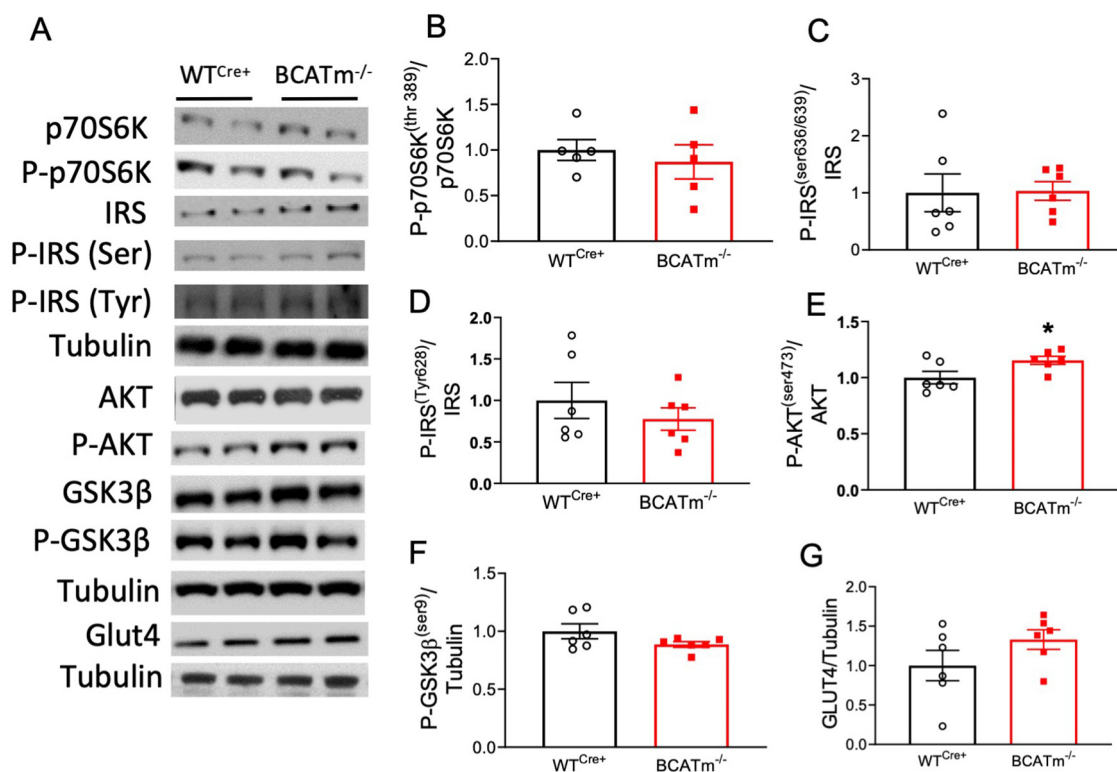 A
WT^Cre+ BCATm^-/-
p70S6K
P-p70S6K
IRS
P-IRS (Ser)
P-IRS (Tyr)
Tubulin
AKT
P-AKT
GSK3β
P-GSK3β
Tubulin
Glut4
Tubulin
B
P-p70S6K^(thr 389)/
p70S6K
2.0
1.5
1.0
0.5
0.0
WT^Cre+ BCATm^-/-
C
P-IRS^(ser636/639)/
IRS
3
2
1
0
WT^Cre+ BCATm^-/-
D
P-IRS^(Tyr628)/
IRS
2.0
1.5
1.0
0.5
0.0
WT^Cre+ BCATm^-/-
E
P-AKT^(ser473)/
AKT
1.5
1.0
0.5
0.0
*
WT^Cre+ BCATm^-/-
F
P-GSK3β^(ser9)/
Tubulin
1.5
1.0
0.5
0.0
WT^Cre+ BCATm^-/-
G
GLUT4/Tubulin
2.0
1.5
1.0
0.5
0.0
WT^Cre+ BCATm^-/-